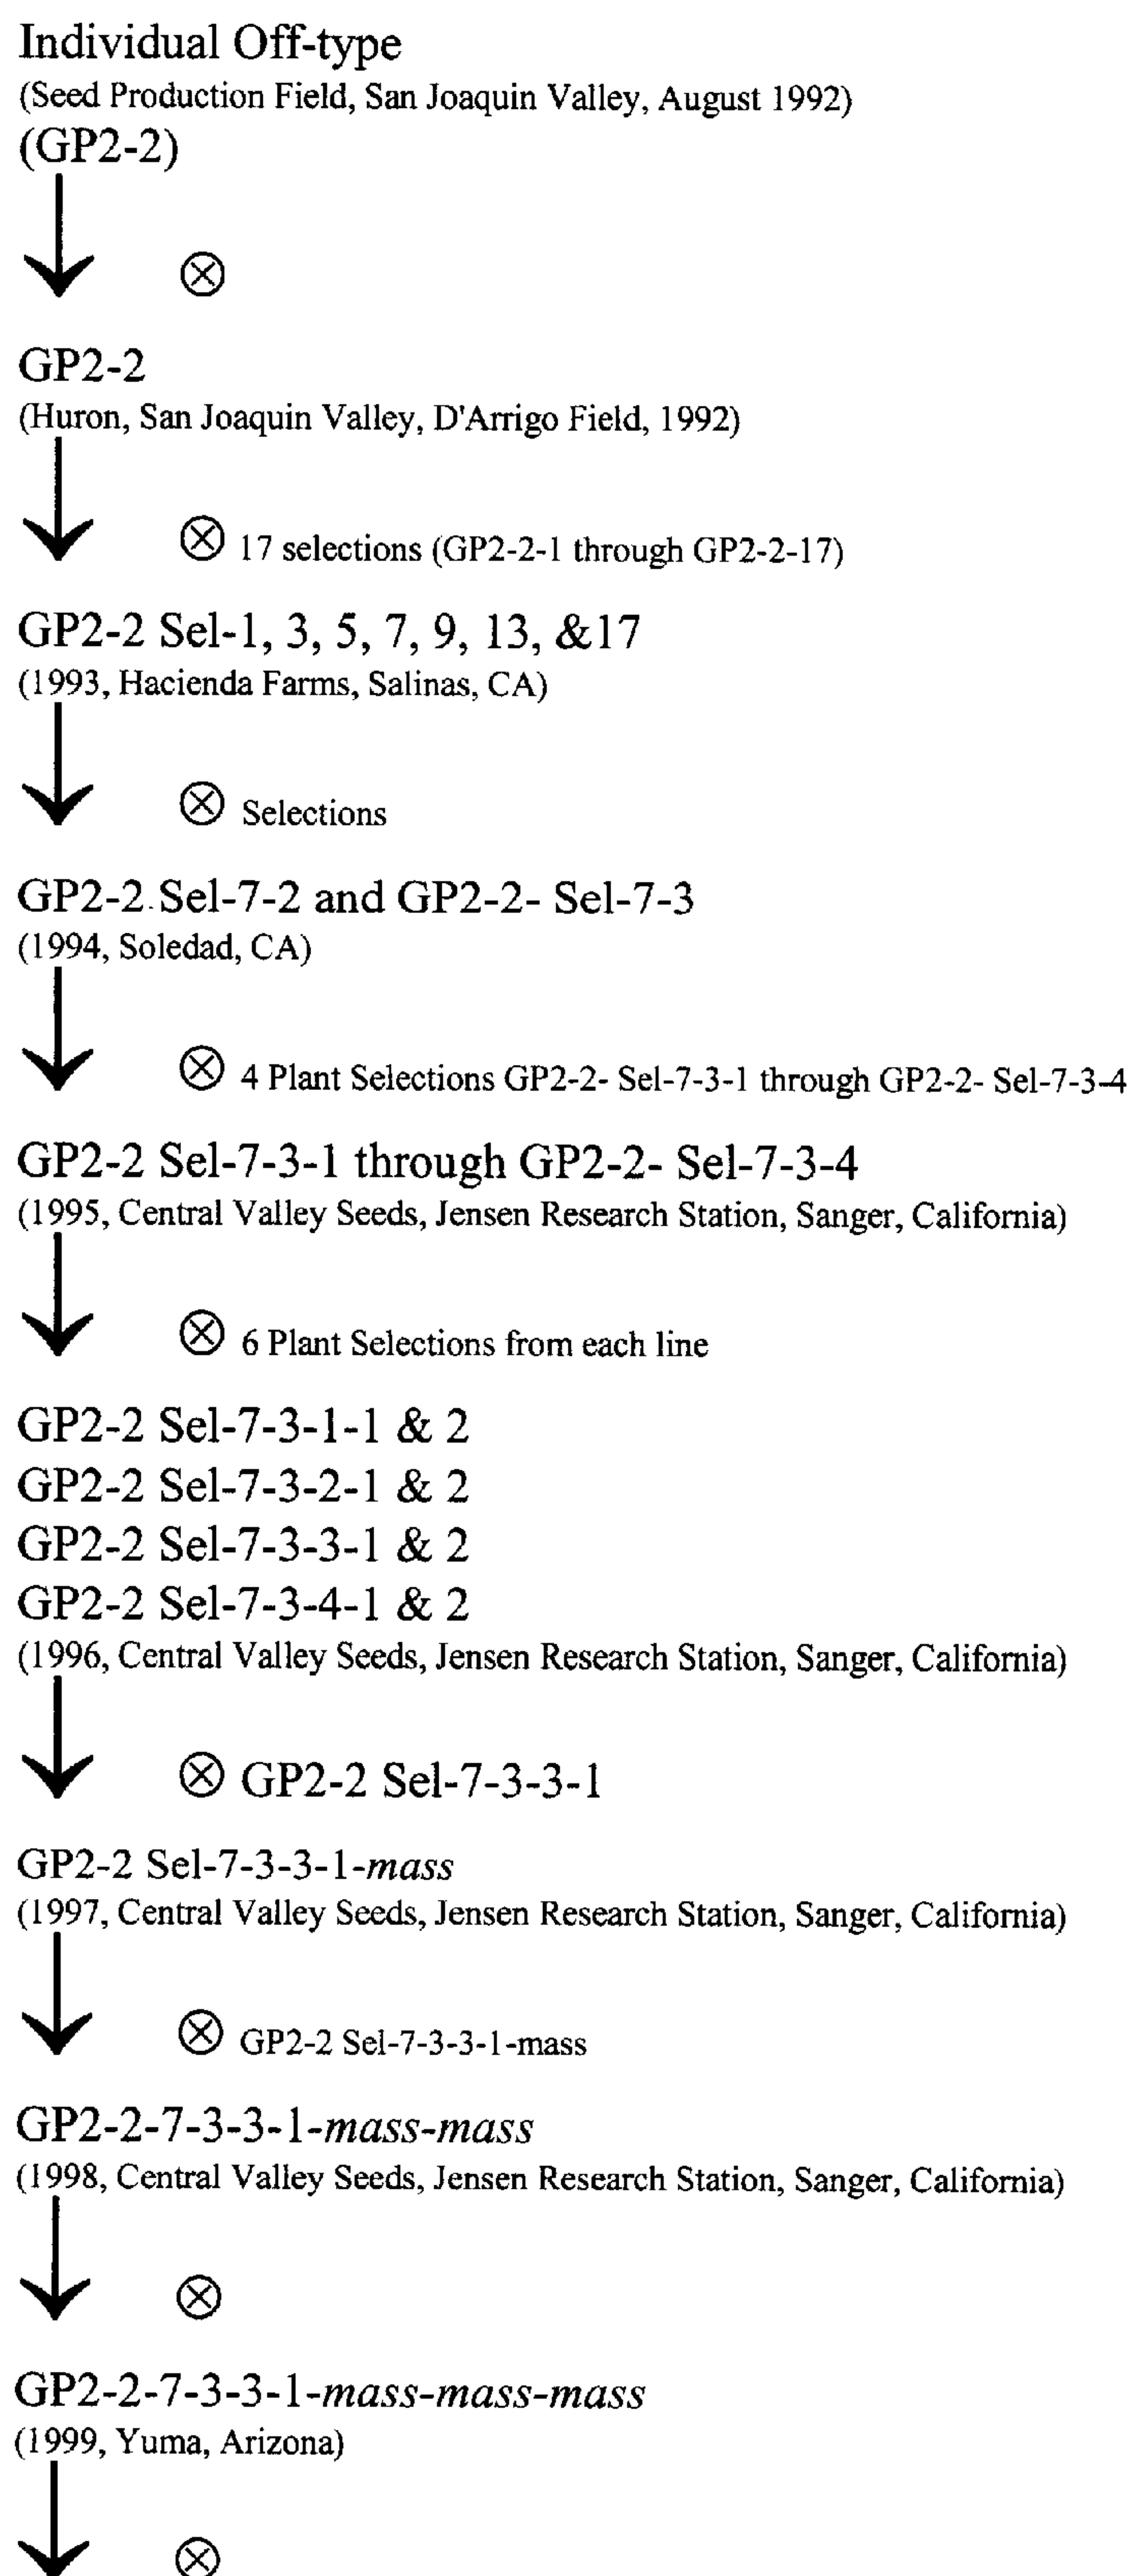 Individual Off-type
(Seed Production Field, San Joaquin Valley, August 1992)
(GP2-2)
GP2-2
(Huron, San Joaquin Valley, D'Arrigo Field, 1992)
17 selections (GP2-2-1 through GP2-2-17)
GP2-2 Sel-1, 3, 5, 7, 9, 13, &17
(1993, Hacienda Farms, Salinas, CA)
Selections
GP2-2 Sel-7-2 and GP2-2- Sel-7-3
(1994, Soledad, CA)
4 Plant Selections GP2-2- Sel-7-3-1 through GP2-2- Sel-7-3-4
GP2-2 Sel-7-3-1 through GP2-2- Sel-7-3-4
(1995, Central Valley Seeds, Jensen Research Station, Sanger, California)
6 Plant Selections from each line
GP2-2 Sel-7-3-1-1 & 2
GP2-2 Sel-7-3-2-1 & 2
GP2-2 Sel-7-3-3-1 & 2
GP2-2 Sel-7-3-4-1 & 2
(1996, Central Valley Seeds, Jensen Research Station, Sanger, California)
GP2-2 Sel-7-3-3-1
GP2-2 Sel-7-3-3-1-mass
(1997, Central Valley Seeds, Jensen Research Station, Sanger, California)
GP2-2 Sel-7-3-3-1-mass
GP2-2-7-3-3-1-mass-mass
(1998, Central Valley Seeds, Jensen Research Station, Sanger, California)
GP2-2-7-3-3-1-mass-mass-mass
(1999, Yuma, Arizona)